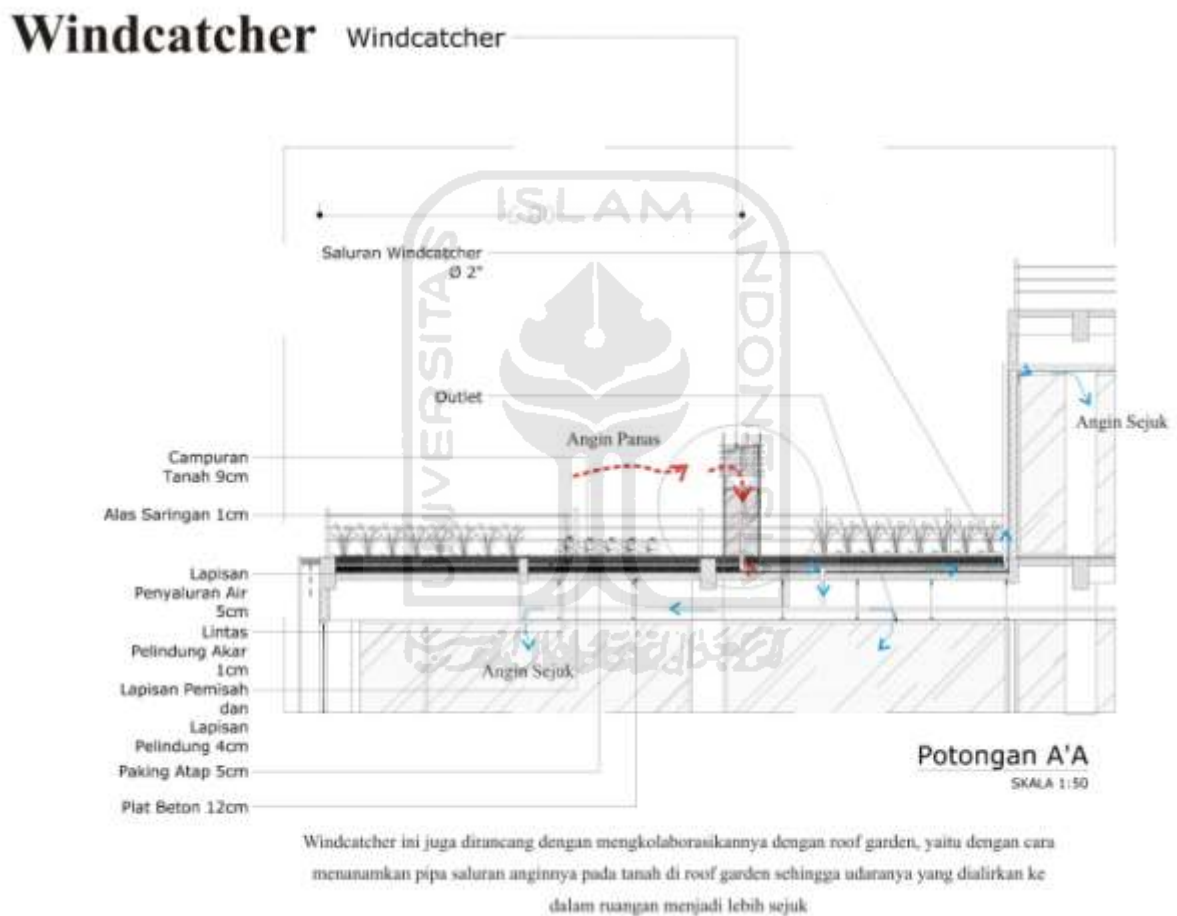 Windcatcher
Windcatcher
ISLAM
UNIVERSITAS
INDONESIA
Saluran Windcatcher
Ø 2"
Outlet
Angin Panas
Angin Sejuk
Campuran
Tanah 9cm
Alas Saringan 1cm
Lapisan
Penyaluran Air
5cm
Lintas
Pelindung Akar
1cm
Lapisan Pemisah
dan
Lapisan
Pelindung 4cm
Paking Atap 5cm
Plat Beton 12cm
Angin Sejuk
Potongan A'A
SKALA 1:50
Windcatcher ini juga dirancang dengan mengkolaborasikannya dengan roof garden, yaitu dengan cara
menanamkan pipa saluran anginnya pada tanah di roof garden sehingga udaranya yang dialirkan ke
dalam ruangan menjadi lebih sejuk